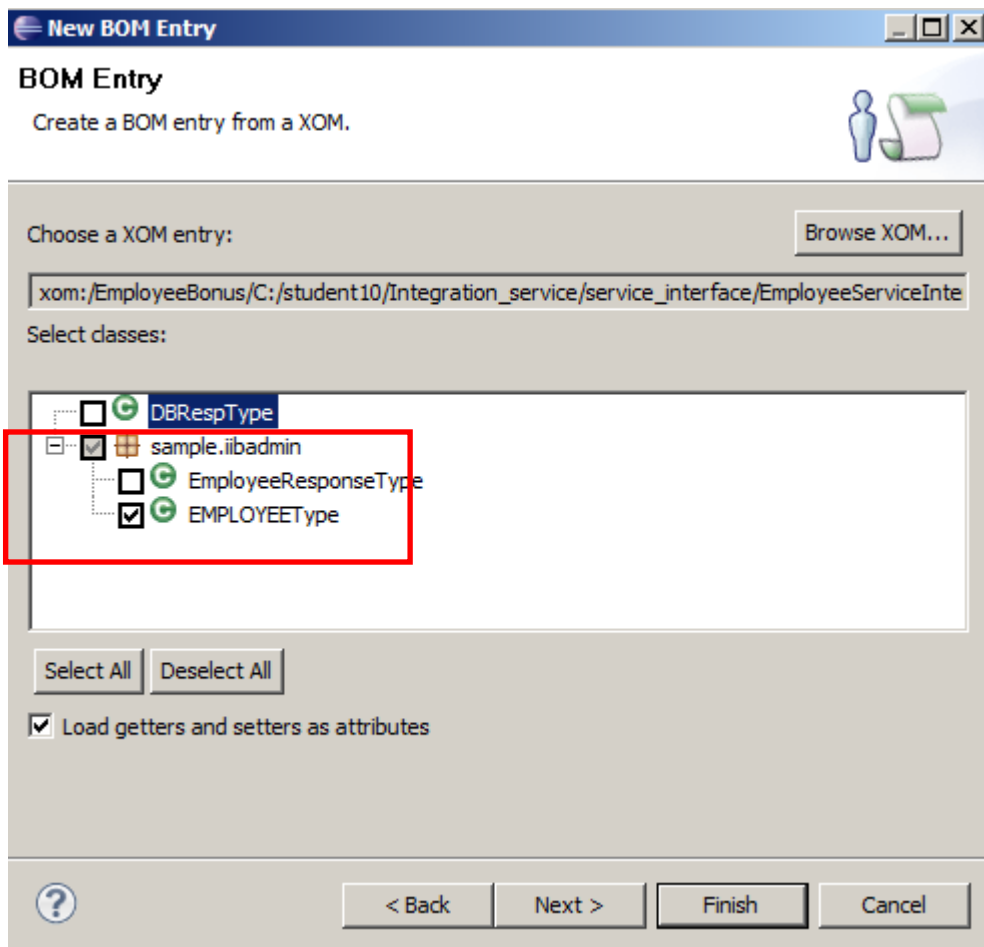 New BOM Entry
BOM Entry
Create a BOM entry from a XOM.
Choose a XOM entry:
Browse XOM...
xom:/EmployeeBonus/C:/student10/Integration_service/service_interface/EmployeeServiceInte
Select classes:
DBRespType
sample.iibadmin
EmployeeResponseType
EMPLOYEEType
Select All
Deselect All
Load getters and setters as attributes
?
< Back
Next >
Finish
Cancel